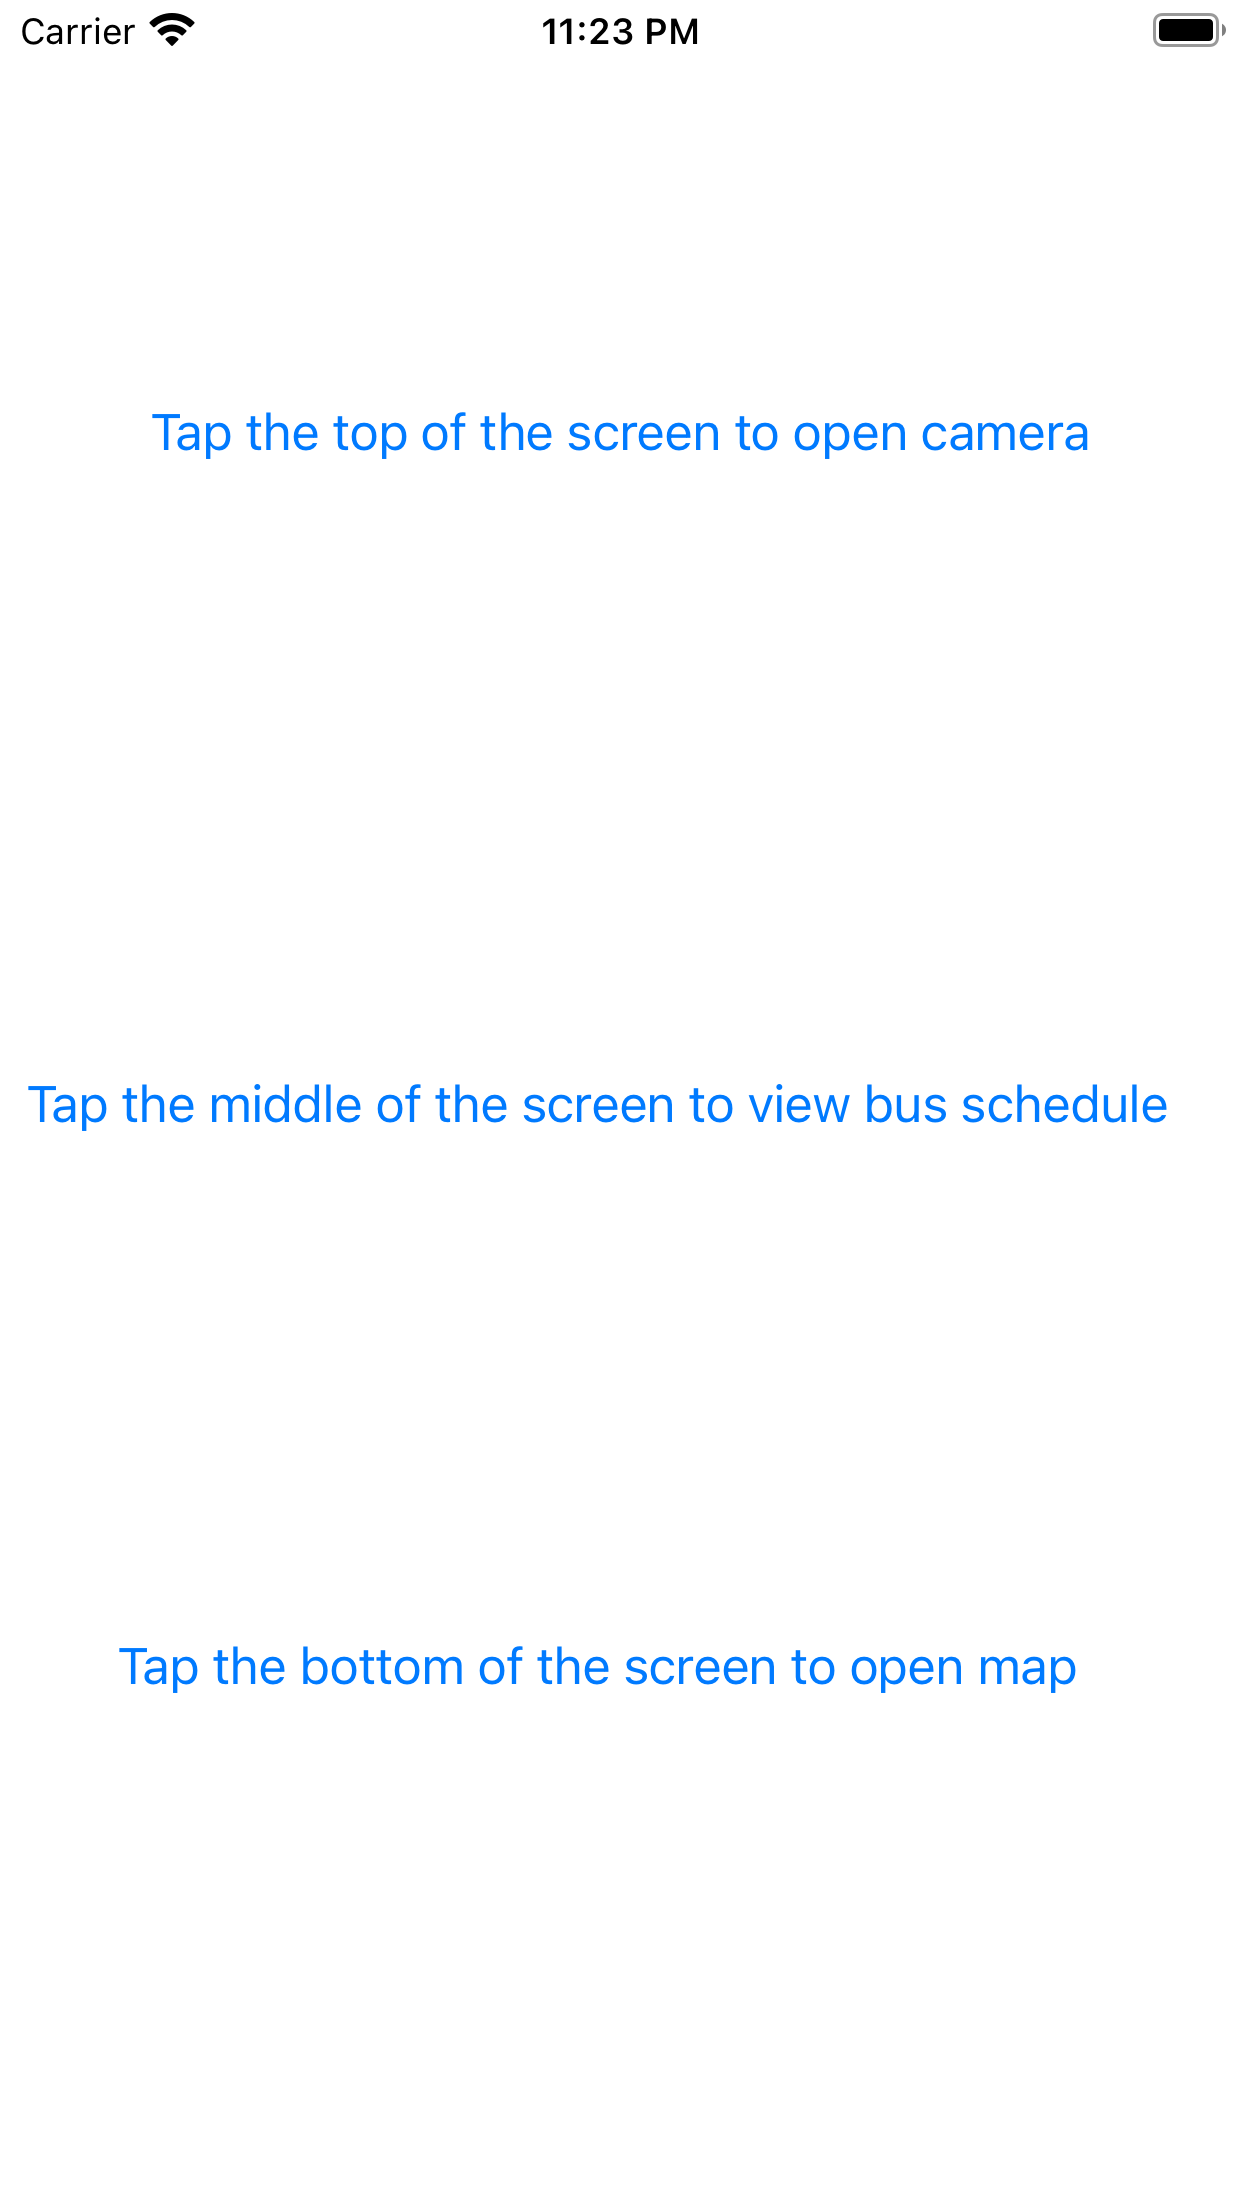 Carrier 11:23 PM
Tap the top of the screen to open camera
Tap the middle of the screen to view bus schedule
Tap the bottom of the screen to open map